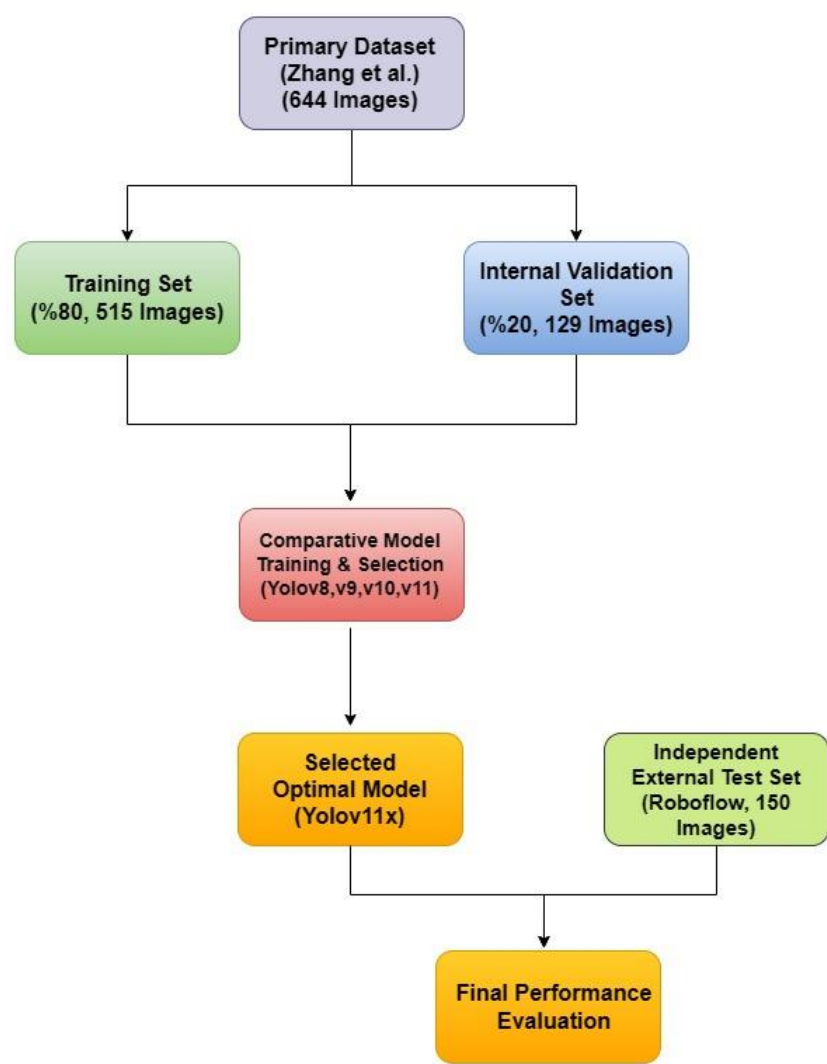 Primary Dataset
(Zhang et al.)
(644 Images)
Training Set
(%80, 515 Images)
Internal Validation
Set
(%20, 129 Images)
Comparative Model
Training & Selection
(Yolov8,v9,v10,v11)
Selected
Optimal Model
(Yolov11x)
Independent
External Test Set
(Roboflow, 150
Images)
Final Performance
Evaluation